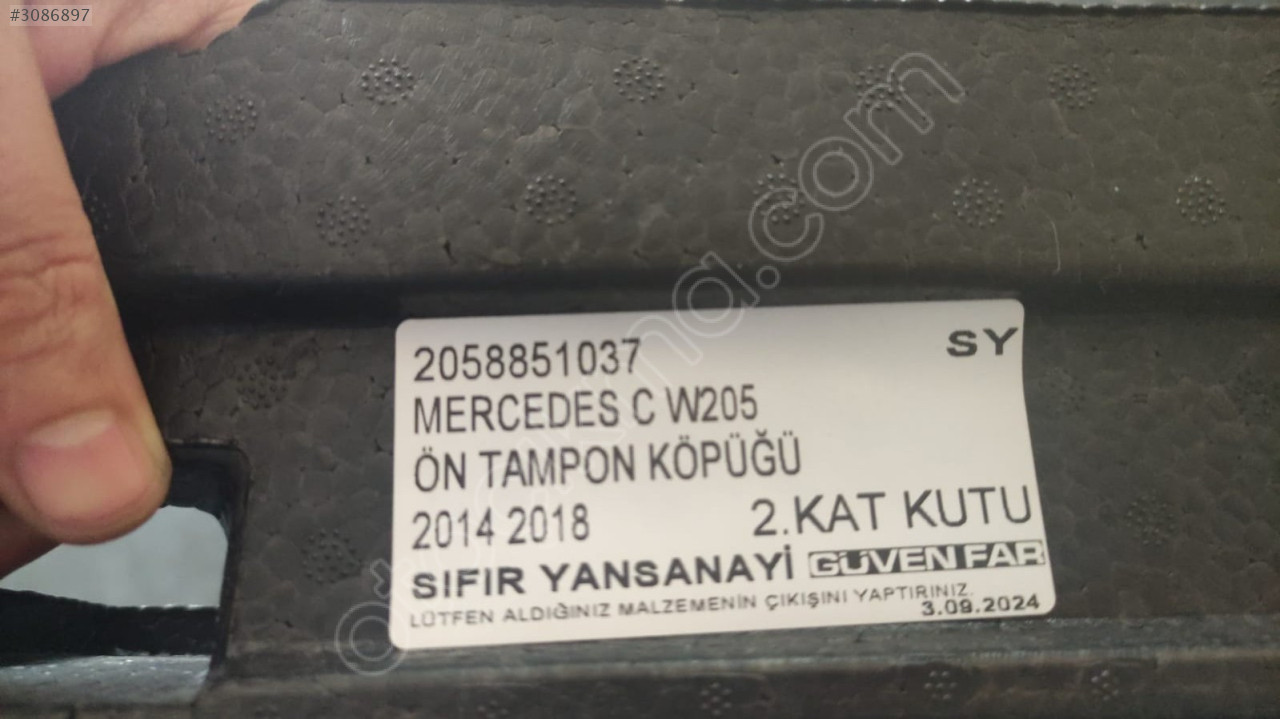 #3086897
2058851037
SY
MERCEDES C W205
ÖN TAMPON KÖPÜĞÜ
2014 2018
2.KAT KUTU
SIFIR YANSANAYİ GÜVEN FAR
LÜTFEN ALDIĞINIZ MALZEMENİN ÇIKIŞINI YAPTIRINIZ.
3.09.2024